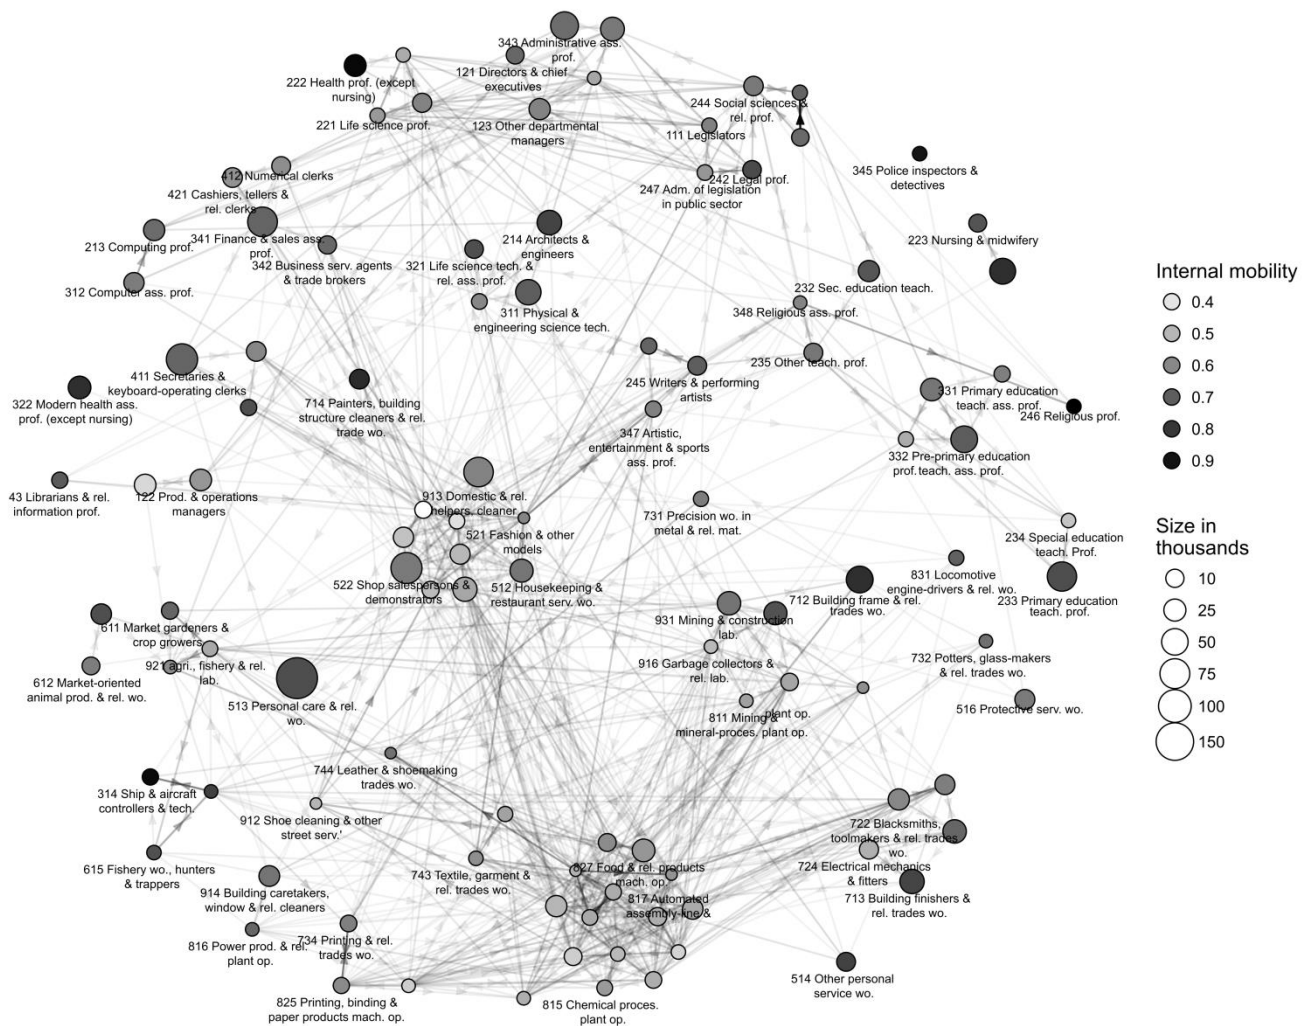 343 Administrative ass.
prof.
121 Directors & chief
executives
222 Health prof. (except
nursing)
221 Life science prof.
123 Other departmental
managers
244 Social sciences &
rel. prof.
111 Legislators
242 Legal prof.
247 Adm. of legislation
in public sector
345 Police inspectors &
detectives
412 Numerical clerks
421 Cashiers, tellers &
rel. clerks
213 Computing prof.
341 Finance & sales ass.
prof.
342 Business serv. agents
& trade brokers
312 Computer ass. prof.
214 Architects &
engineers
321 Life science tech. &
rel. ass. prof.
311 Physical &
engineering science tech.
223 Nursing & midwifery
232 Sec. education teach.
348 Religious ass. prof.
235 Other teach. prof.
245 Writers & performing
artists
331 Primary education
teach. ass. prof.
246 Religious prof.
411 Secretaries &
keyboard-operating clerks
322 Modern health ass.
prof. (except nursing)
714 Painters, building
structure cleaners & rel.
trade wo.
347 Artistic,
entertainment & sports
ass. prof.
332 Pre-primary education
prof.teach. ass. prof.
43 Librarians & rel.
information prof.
122 Prod. & operations
managers
913 Domestic & rel.
helpers, cleaner
521 Fashion & other
models
731 Precision wo. in
metal & rel. mat.
234 Special education
teach. Prof.
522 Shop salespersons &
demonstrators
512 Housekeeping &
restaurant serv. wo.
831 Locomotive
engine-drivers & rel. wo.
712 Building frame & rel.
trades wo.
233 Primary education
teach. prof.
611 Market gardeners &
crop growers
931 Mining & construction
lab.
921 agri., fishery & rel.
lab.
916 Garbage collectors &
rel. lab.
732 Potters, glass-makers
& rel. trades wo.
612 Market-oriented
animal prod. & rel. wo.
513 Personal care & rel.
wo.
516 Protective serv. wo.
plant op.
811 Mining &
mineral-proces. plant op.
744 Leather & shoemaking
trades wo.
314 Ship & aircraft
controllers & tech.
912 Shoe cleaning & other
street serv.'
722 Blacksmiths,
toolmakers & rel. trades
wo.
615 Fishery wo., hunters
& trappers
743 Textile, garment &
rel. trades wo.
827 Food & rel. products
mach. op.
724 Electrical mechanics
& fitters
914 Building caretakers,
window & rel. cleaners
817 Automated
assembly-line &
713 Building finishers &
rel. trades wo.
816 Power prod. & rel.
plant op.
734 Printing & rel.
trades wo.
514 Other personal
service wo.
825 Printing, binding &
paper products mach. op.
815 Chemical proces.
plant op.
Internal mobility
0.4
0.5
0.6
0.7
0.8
0.9
Size in
thousands
10
25
50
75
100
150